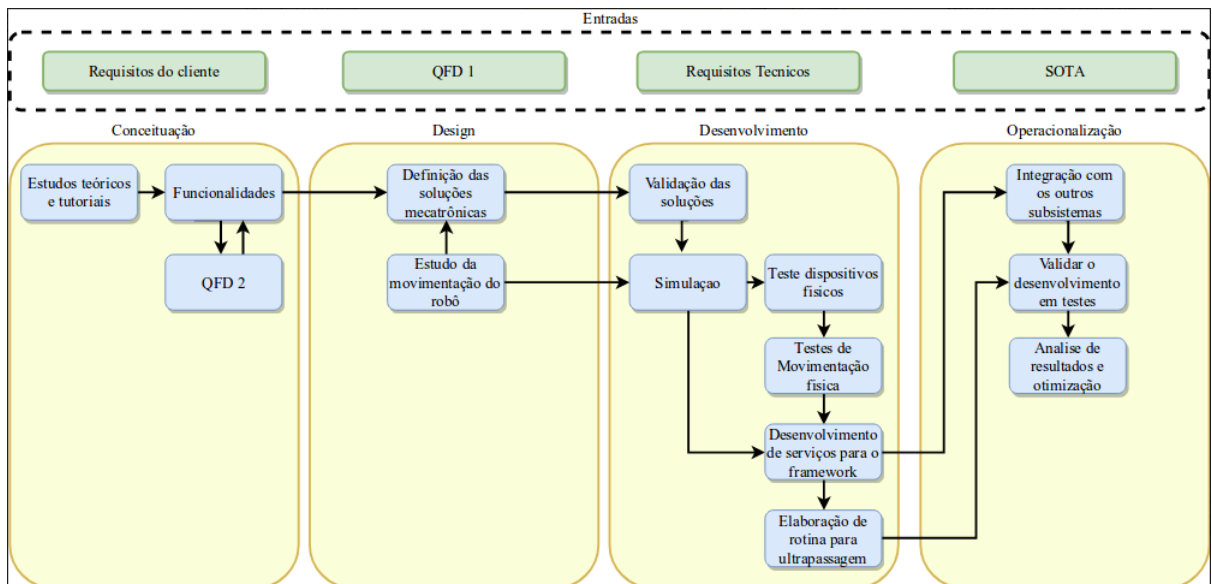 Entradas
Requisitos do cliente
QFD 1
Requisitos Tecnicos
SOTA
Conceituação
Design
Desenvolvimento
Operacionalização
Estudos teóricos
e tutoriais
Funcionalidades
QFD 2
Definição das
soluções
mecatrônicas
Estudo da
movimentação do
robô
Validação das
soluções
Simulaçao
Teste dispositivos
fisicos
Testes de
Movimentação
fisica
Desenvolvimento
de serviços para o
framework
Elaboração de
rotina para
ultrapassagem
Integração com
os outros
subsistemas
Validar o
desenvolvimento
em testes
Analise de
resultados e
otimização